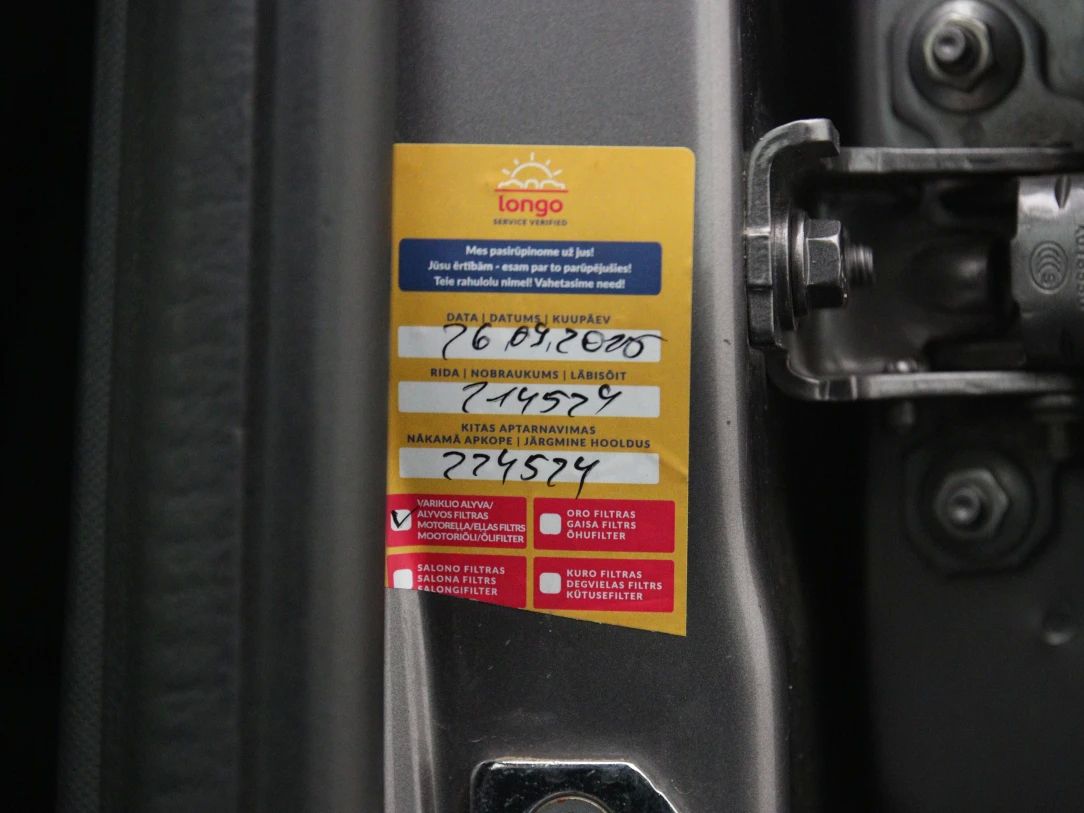 longo
SERVICE VERIFIED
Mes pasirūpinome už jus!
Jūsu ērtībām - esam par to parūpējušies!
Teie rahulolu nimel! Vahetasime need!
DATA | DATUMS | KUUPÄEV
26.09.2025
RIDA | NOBRAUKUMS | LÄBISÕIT
214524
KITAS APTARNAVIMAS
NĀKAMĀ APKOPE | JÄRGMINE HOOLDUS
224524
VARIKLIO ALYVA/
ALYVOS FILTRAS
MOTORELLA/ELLAS FILTRS
MOOTORIÕLI/ÕLIFILTER
ORO FILTRAS
GAISA FILTRS
ÕHUFILTER
SALONO FILTRAS
SALONA FILTRS
SALONGIFILTER
KURO FILTRAS
DEGVIELAS FILTRS
KÜTUSEFILTER